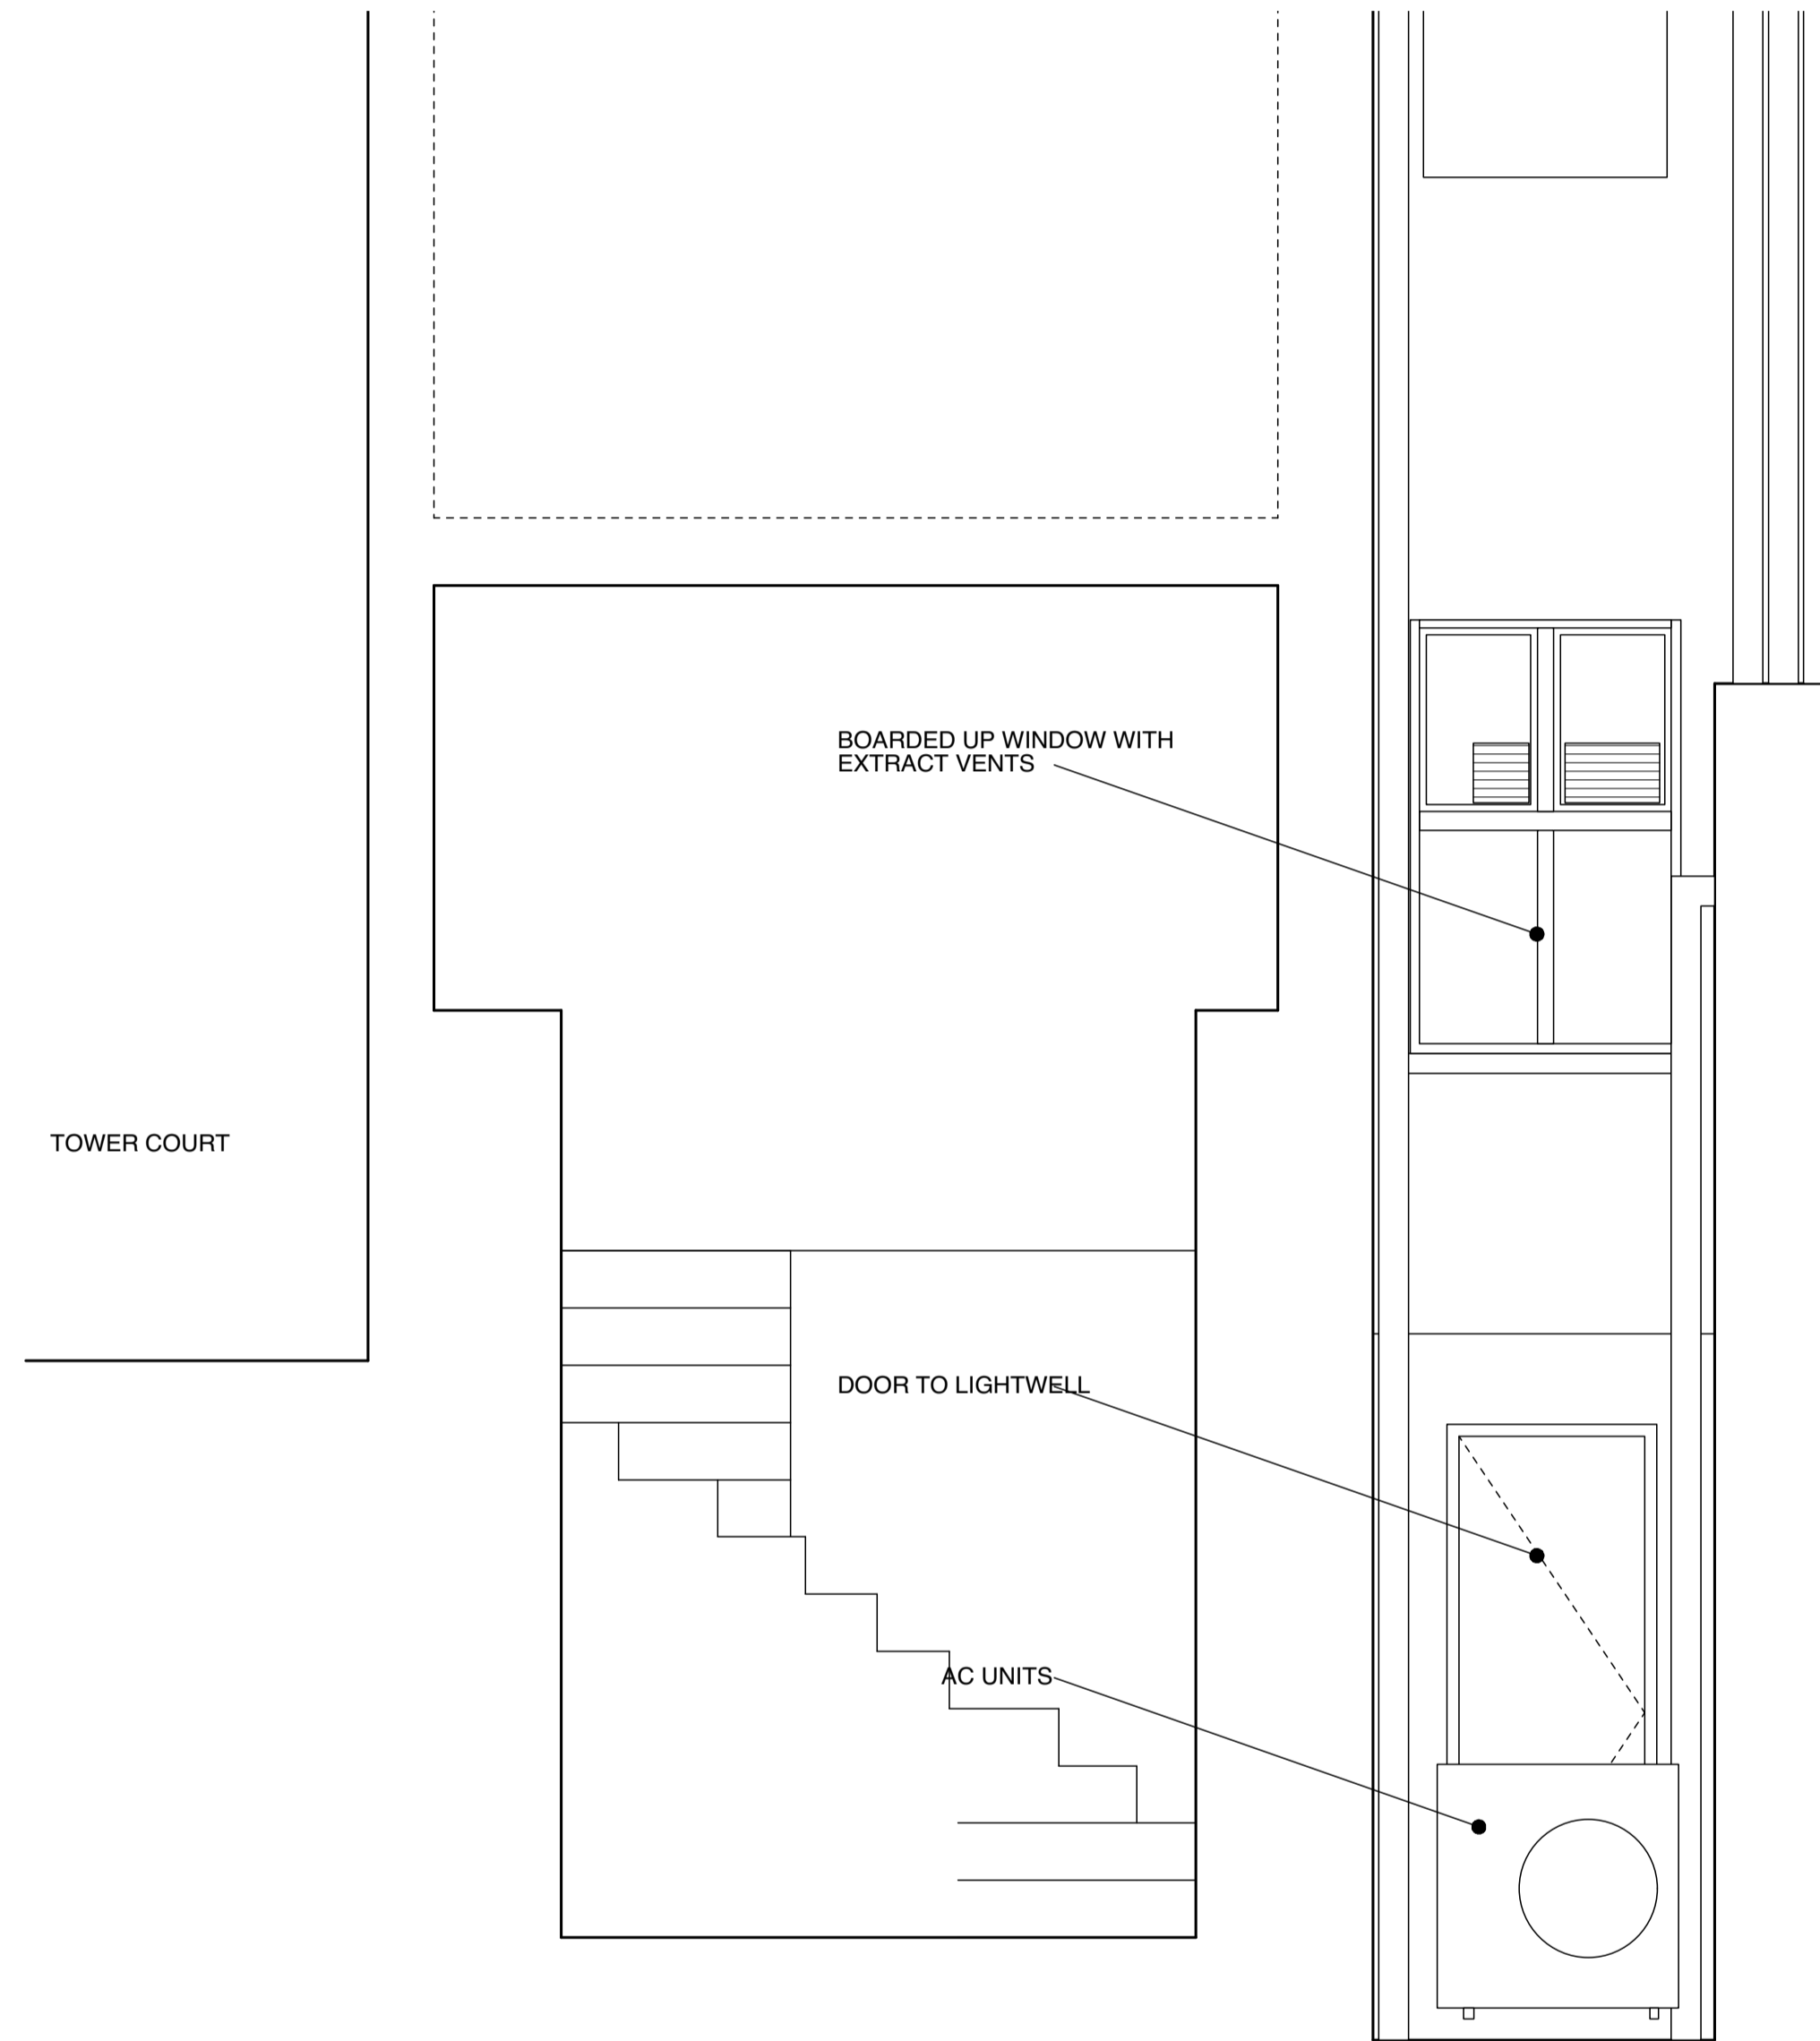 BOARDED UP WINDOW WITH
EXTRACT VENTS
TOWER COURT
DOOR TO LIGHTWELL
AC UNITS